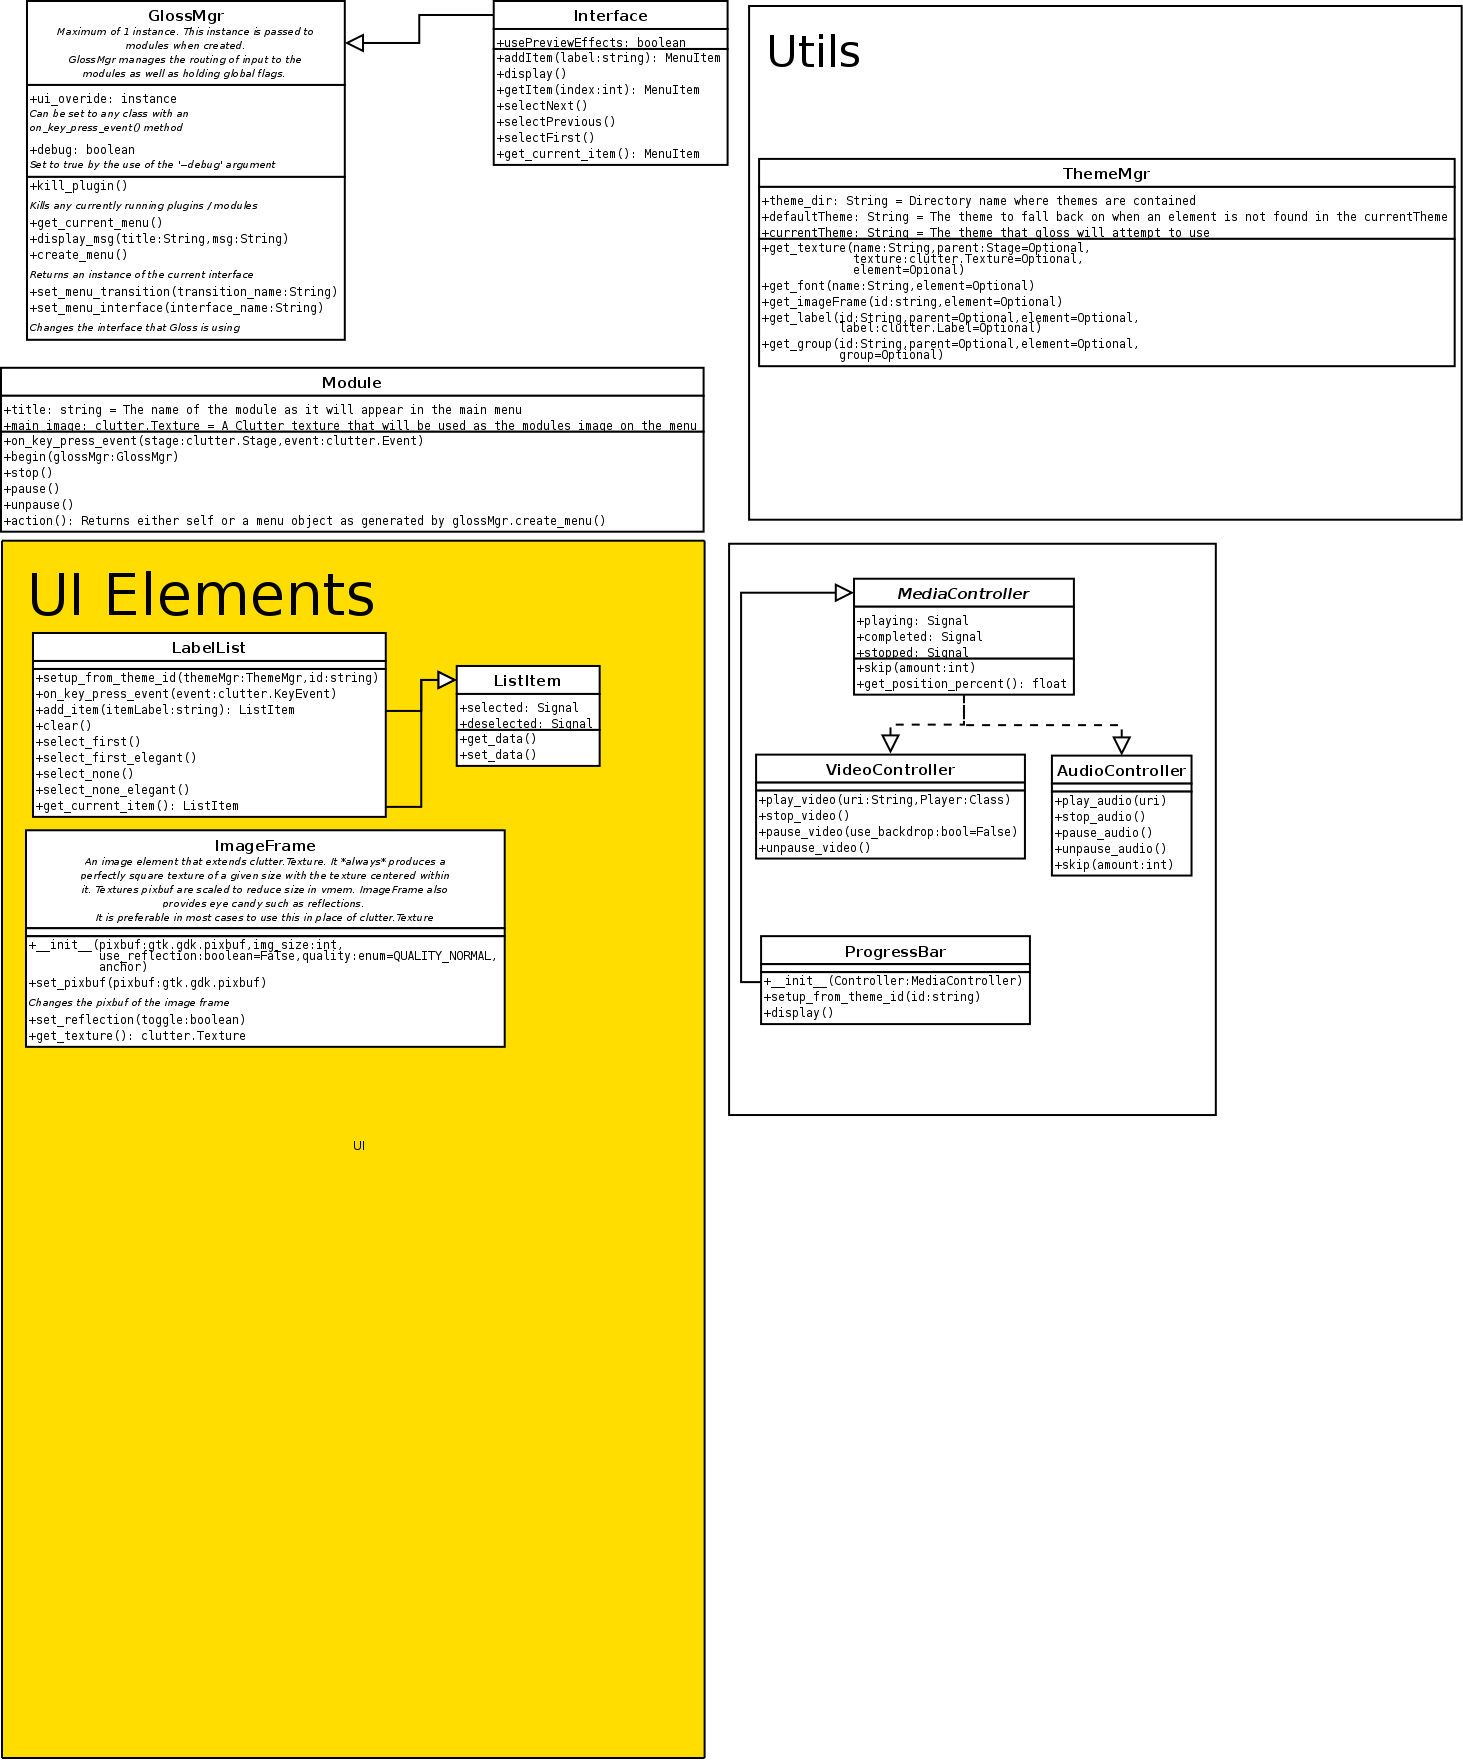 GlossMgr
Maximum of 1 instance. This instance is passed to
modules when created.
GlossMgr manages the routing of input to the
modules as well as holding global flags.
+ui_overide: instance
Can be set to any class with an
on_key_press_event() method
+debug: boolean
Set to true by the use of the '--debug' argument
+kill_plugin()
Kills any currently running plugins / modules
+get_current_menu()
+display_msg(title:String,msg:String)
+create_menu()
Returns an instance of the current interface
+set_menu_transition(transition_name:String)
+set_menu_interface(interface_name:String)
Changes the interface that Gloss is using
Interface
+usePreviewEffects: boolean
+addItem(label:string): MenuItem
+display()
+getItem(index:int): MenuItem
+selectNext()
+selectPrevious()
+selectFirst()
+get_current_item(): MenuItem
Utils
ThemeMgr
+theme_dir: String = Directory name where themes are contained
+defaultTheme: String = The theme to fall back on when an element is not found in the currentTheme
+currentTheme: String = The theme that gloss will attempt to use
+get_texture(name:String,parent:Stage=Optional,
texture:clutter.Texture=Optional,
element=Opional)
+get_font(name:String,element=Optional)
+get_imageFrame(id:string,element=Optional)
+get_label(id:String,parent=Optional,element=Optional,
label:clutter.Label=Optional)
+get_group(id:String,parent=Optional,element=Optional,
group=Optional)
Module
+title: string = The name of the module as it will appear in the main menu
+main_image: clutter.Texture = A Clutter texture that will be used as the modules image on the menu
+on_key_press_event(stage:clutter.Stage,event:clutter.Event)
+begin(glossMgr:GlossMgr)
+stop()
+pause()
+unpause()
+action(): Returns either self or a menu object as generated by glossMgr.create_menu()
UI Elements
LabelList
+setup_from_theme_id(themeMgr:ThemeMgr,id:string)
+on_key_press_event(event:clutter.KeyEvent)
+add_item(itemLabel:string): ListItem
+clear()
+select_first()
+select_first_elegant()
+select_none()
+select_none_elegant()
+get_current_item(): ListItem
ListItem
+selected: Signal
+deselected: Signal
+get_data()
+set_data()
ImageFrame
An image element that extends clutter.Texture. It *always* produces a
perfectly square texture of a given size with the texture centered within
it. Textures pixbuf are scaled to reduce size in vmem. ImageFrame also
provides eye candy such as reflections.
It is preferable in most cases to use this in place of clutter.Texture
+__init__(pixbuf:gtk.gdk.pixbuf,img_size:int,
use_reflection:boolean=False,quality:enum=QUALITY_NORMAL,
anchor)
+set_pixbuf(pixbuf:gtk.gdk.pixbuf)
Changes the pixbuf of the image frame
+set_reflection(toggle:boolean)
+get_texture(): clutter.Texture
UI
MediaController
+playing: Signal
+completed: Signal
+stopped: Signal
+skip(amount:int)
+get_position_percent(): float
VideoController
+play_video(uri:String,Player:Class)
+stop_video()
+pause_video(use_backdrop:bool=False)
+unpause_video()
AudioController
+play_audio(uri)
+stop_audio()
+pause_audio()
+unpause_audio()
+skip(amount:int)
ProgressBar
+__init__(Controller:MediaController)
+setup_from_theme_id(id:string)
+display()